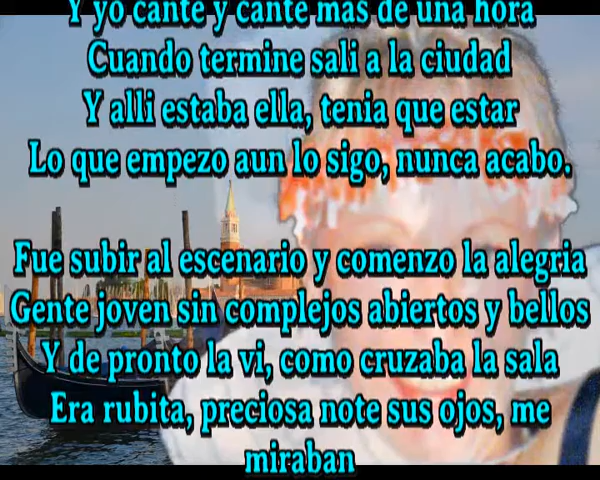 Y yo cante y cante mas de una hora
Cuando termine sali a la ciudad
Y alli estaba ella, tenia que estar
Lo que empezo aun lo sigo, nunca acabo.
Fue subir al escenario y comenzo la alegria
Gente joven sin complejos abiertos y bellos
Y de pronto la vi, como cruzaba la sala
Era rubita, preciosa note sus ojos, me
miraban